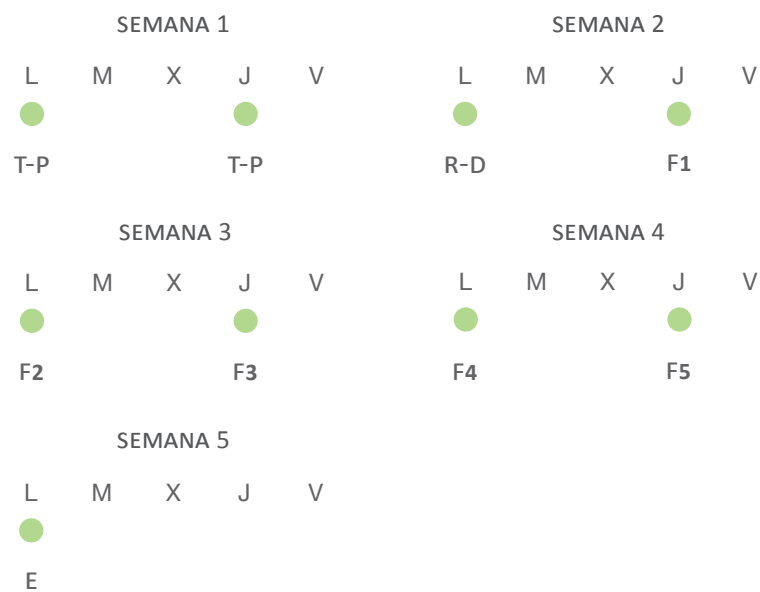 SEMANA 1
L M X J V
T-P T-P
SEMANA 2
L M X J V
R-D F1
SEMANA 3
L M X J V
F2 F3
SEMANA 4
L M X J V
F4 F5
SEMANA 5
L M X J V
E